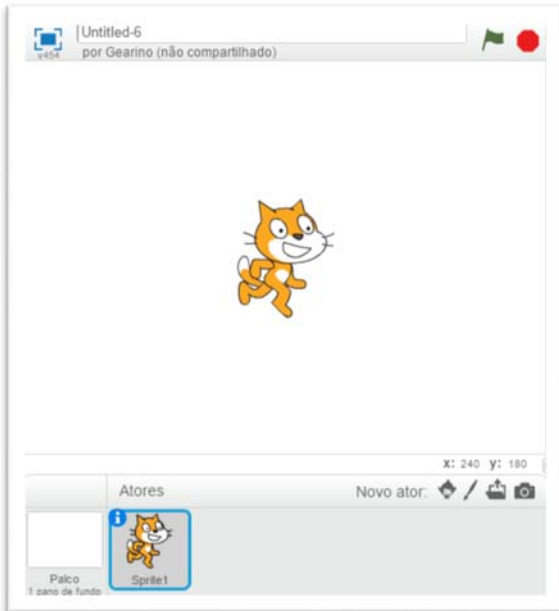 Untitled-6
v454
por Gearino (não compartilhado)
X: 240 y: 180
Atores
Novo ator:
Palco
1 pano de fundo
Sprite1